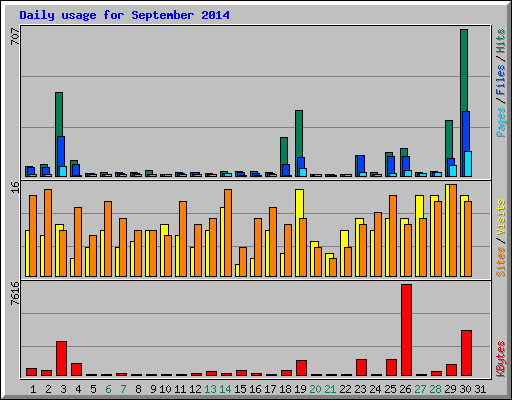 Daily usage for September 2014
707
Pages / Files / Hits
16
Sites / Visits
7616
KBytes
1 2 3 4 5 6 7 8 9 10 11 12 13 14 15 16 17 18 19 20 21 22 23 24 25 26 27 28 29 30 31